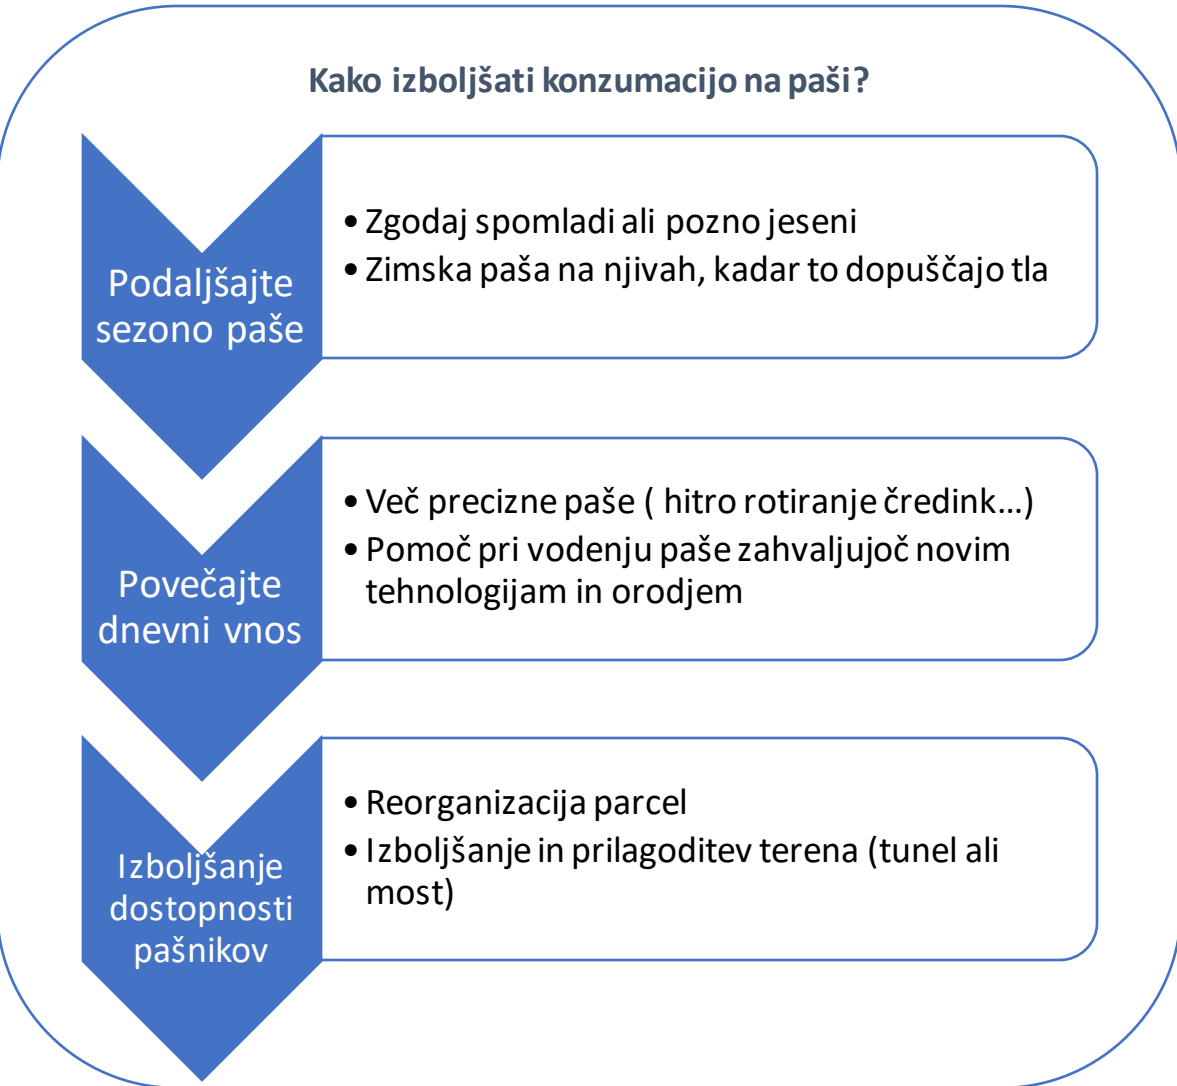 Kako izboljšati konzumacijo na paši?
Podaljšajte
sezono paše
• Zgodaj spomladi ali pozno jeseni
• Zimska paša na njivah, kadar to dopuščajo tla
Povečajte
dnevni vnos
• Več precizne paše ( hitro rotiranje čredink...)
• Pomoč pri vodenju paše zahvaljujoč novim
tehnologijam in orodjem
Izboljšanje
dostopnosti
pašnikov
• Reorganizacija parcel
• Izboljšanje in prilagoditev terena (tunel ali
most)